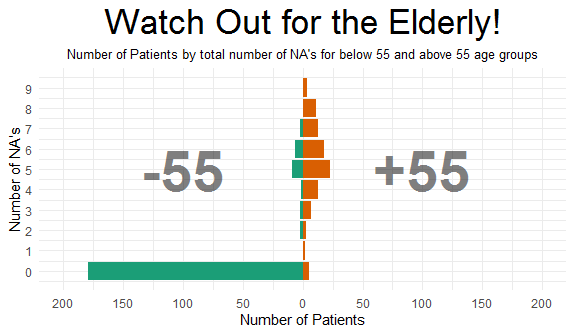 Watch Out for the Elderly!
Number of Patients by total number of NA's for below 55 and above 55 age groups
Number of NA's
9
8
7
6
5
4
3
2
1
0
-55
+55
200 150 100 50 0 50 100 150 200
Number of Patients